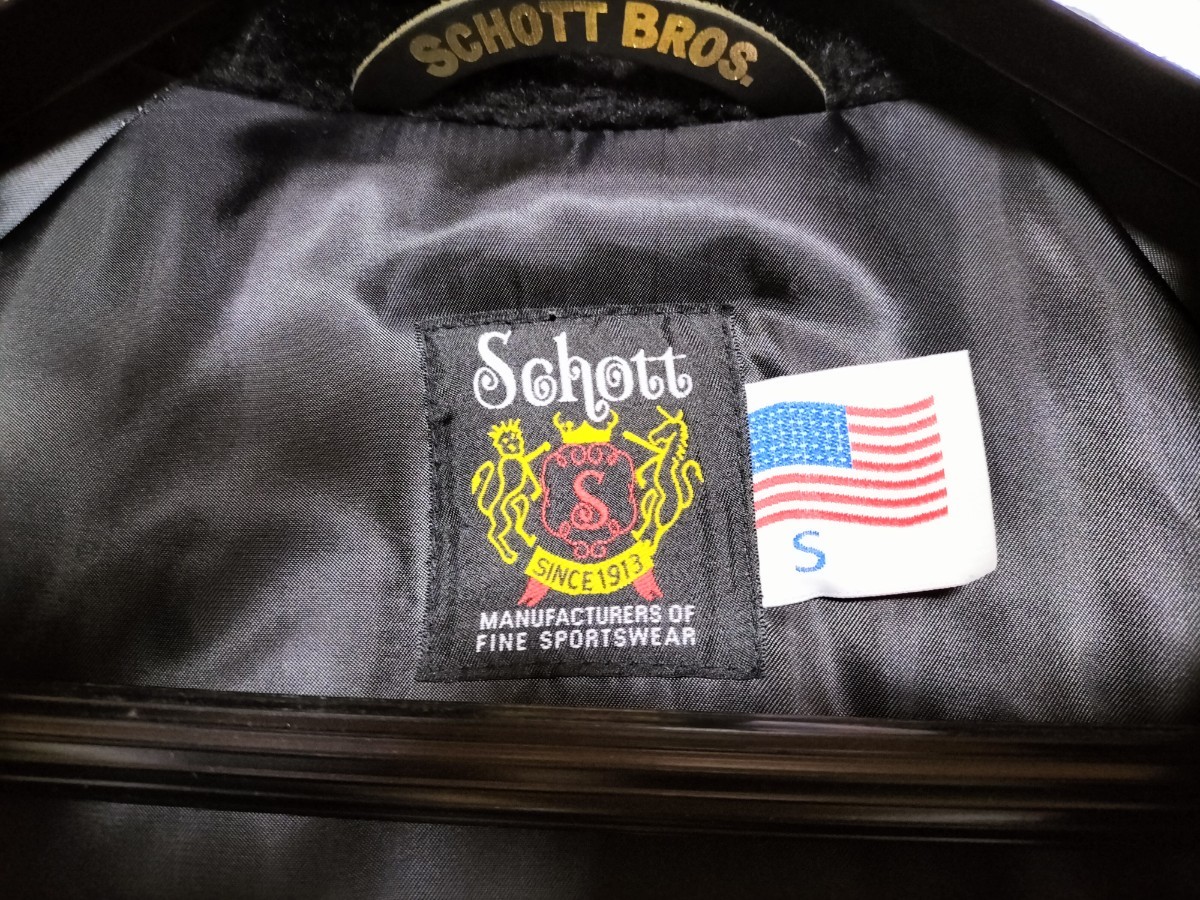 SCHOTT BROS.
Schott
S
SINCE 1913
MANUFACTURERS OF
FINE SPORTSWEAR
S